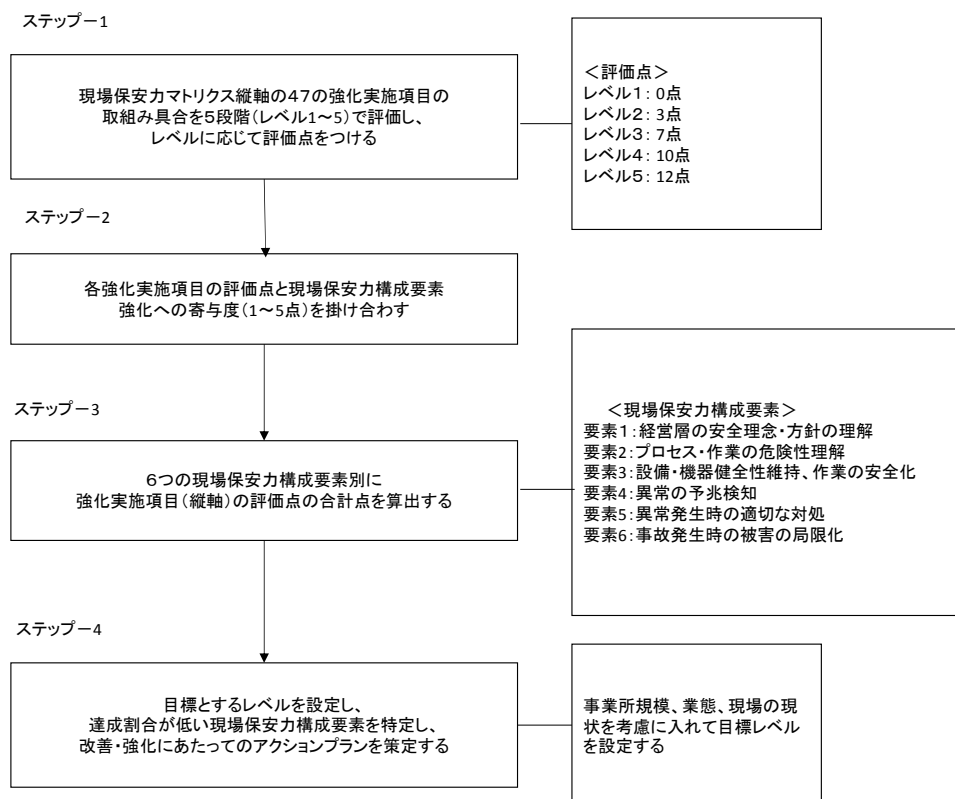 ステップ－1
現場保安力マトリクス縦軸の４７の強化実施項目の
取組み具合を５段階（レベル1～5）で評価し、
レベルに応じて評価点をつける
＜評価点＞
レベル１： 0点
レベル２： 3点
レベル３： 7点
レベル４： 10点
レベル５： 12点
ステップ－2
各強化実施項目の評価点と現場保安力構成要素
強化への寄与度（1～5点）を掛け合わす
ステップ－3
６つの現場保安力構成要素別に
強化実施項目（縦軸）の評価点の合計点を算出する
＜現場保安力構成要素＞
要素1：経営層の安全理念・方針の理解
要素2：プロセス・作業の危険性理解
要素3：設備・機器健全性維持、作業の安全化
要素4：異常の予兆検知
要素5：異常発生時の適切な対処
要素6：事故発生時の被害の局限化
ステップ－4
目標とするレベルを設定し、
達成割合が低い現場保安力構成要素を特定し、
改善・強化にあたってのアクションプランを策定する
事業所規模、業態、現場の現
状を考慮に入れて目標レベル
を設定する